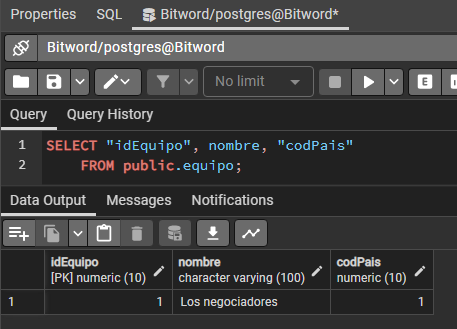 Properties SQL Bitword/postgres@Bitword*
Bitword/postgres@Bitword
No limit E
Query Query History
1 SELECT "idEquipo", nombre, "codPais"
2 FROM public.equipo;
Data Output Messages Notifications
idEquipo nombre codPais
[PK] numeric (10) character varying (100) numeric (10)
1 1 Los negociadores 1